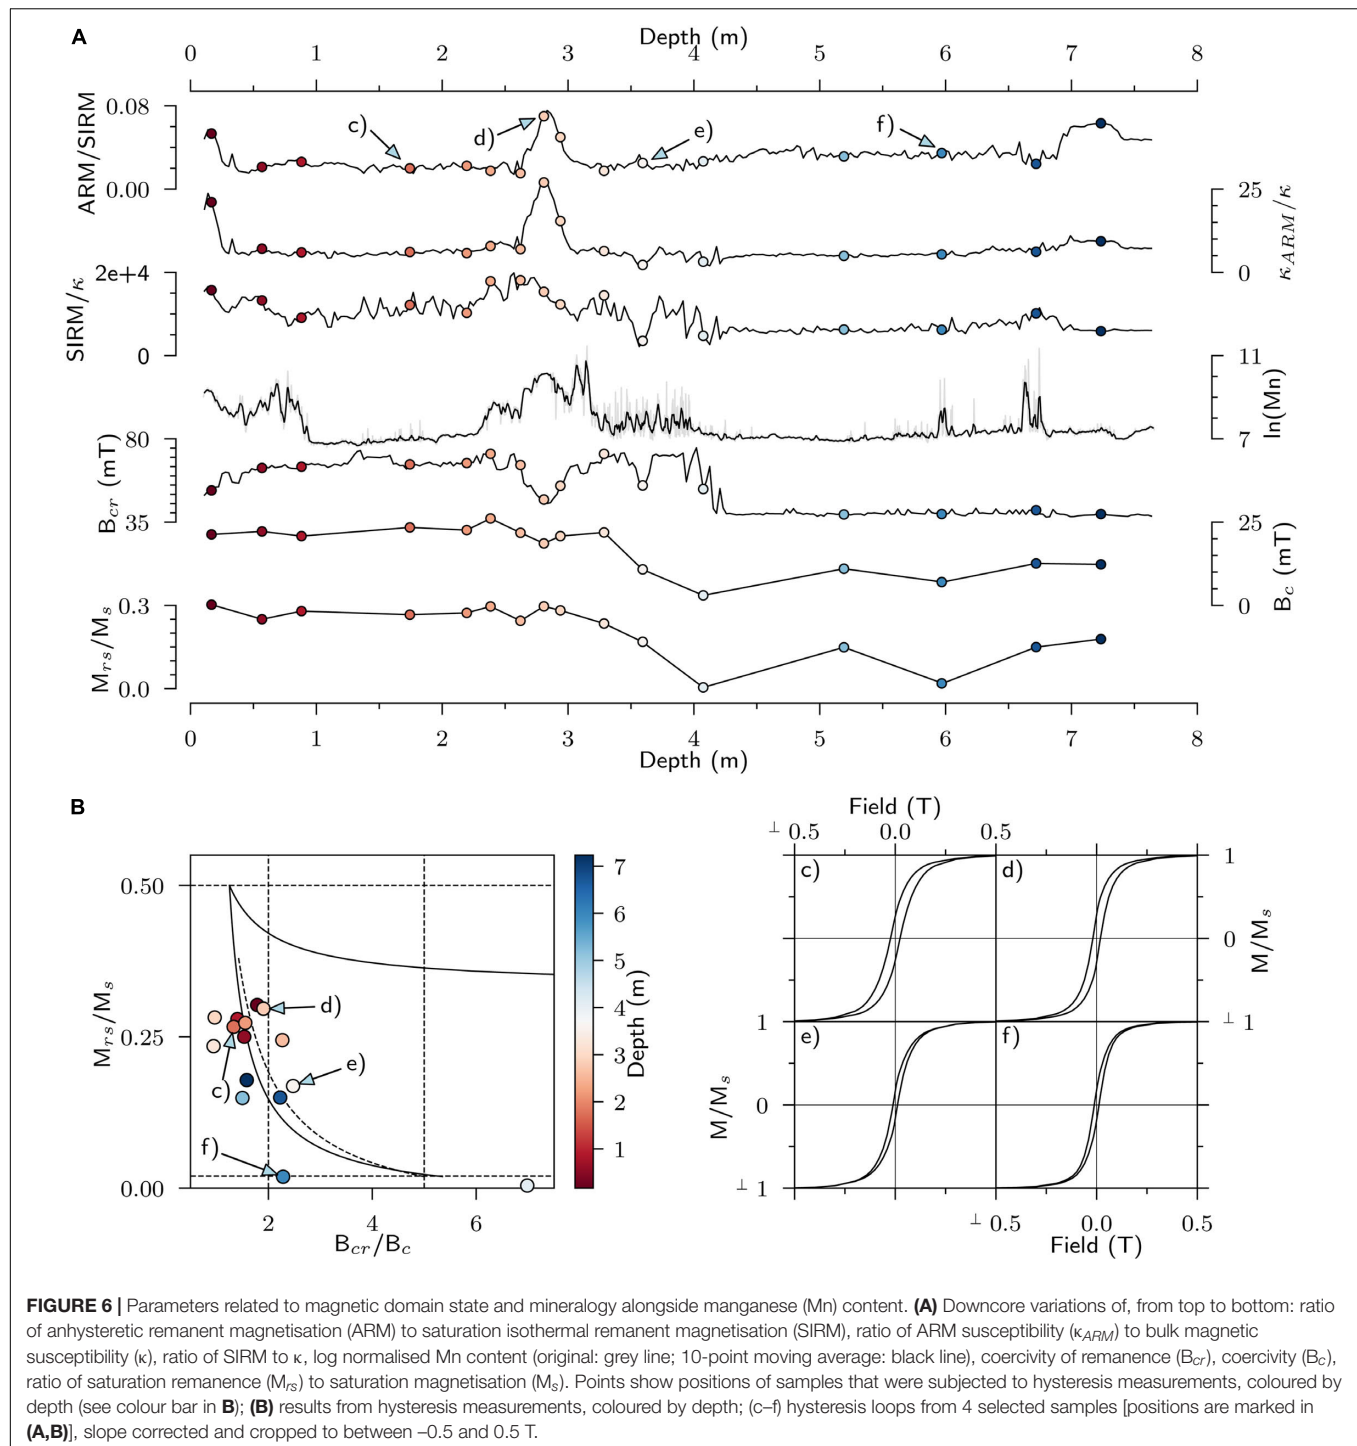 A
Depth (m)
0 1 2 3 4 5 6 7 8
0.08
0.00
ARM/SIRM
c)
d)
e)
f)
25
0
κARM/κ
2e+4
0
SIRM/κ
11
7
ln(Mn)
80
35
Bcr (mT)
25
0
Bc (mT)
0.3
0.0
Mrs/Ms
0 1 2 3 4 5 6 7 8
Depth (m)
B
0.50
0.25
0.00
Mrs/Ms
d)
e)
c)
f)
2 4 6
Bcr/Bc
7
6
5
4
3
2
1
Depth (m)
Field (T)
⊥ 0.5 0.0 0.5
c)
d)
1
0
⊥ 1
M/Ms
e)
f)
1
0
⊥ 1
M/Ms
⊥ 0.5 0.0 0.5
Field (T)
FIGURE 6 | Parameters related to magnetic domain state and mineralogy alongside manganese (Mn) content. (A) Downcore variations of, from top to bottom: ratio
of anhysteretic remanent magnetisation (ARM) to saturation isothermal remanent magnetisation (SIRM), ratio of ARM susceptibility (κARM) to bulk magnetic
susceptibility (κ), ratio of SIRM to κ, log normalised Mn content (original: grey line; 10-point moving average: black line), coercivity of remanence (Bcr), coercivity (Bc),
ratio of saturation remanence (Mrs) to saturation magnetisation (Ms). Points show positions of samples that were subjected to hysteresis measurements, coloured by
depth (see colour bar in B); (B) results from hysteresis measurements, coloured by depth; (c–f) hysteresis loops from 4 selected samples [positions are marked in
(A,B)], slope corrected and cropped to between –0.5 and 0.5 T.